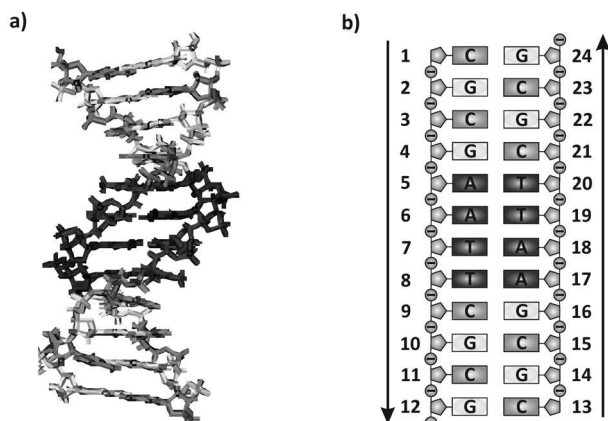 a)
b)
1 C G 24
2 G C 23
3 C G 22
4 G C 21
5 A T 20
6 A T 19
7 T A 18
8 T A 17
9 C G 16
10 G C 15
11 C G 14
12 G C 13